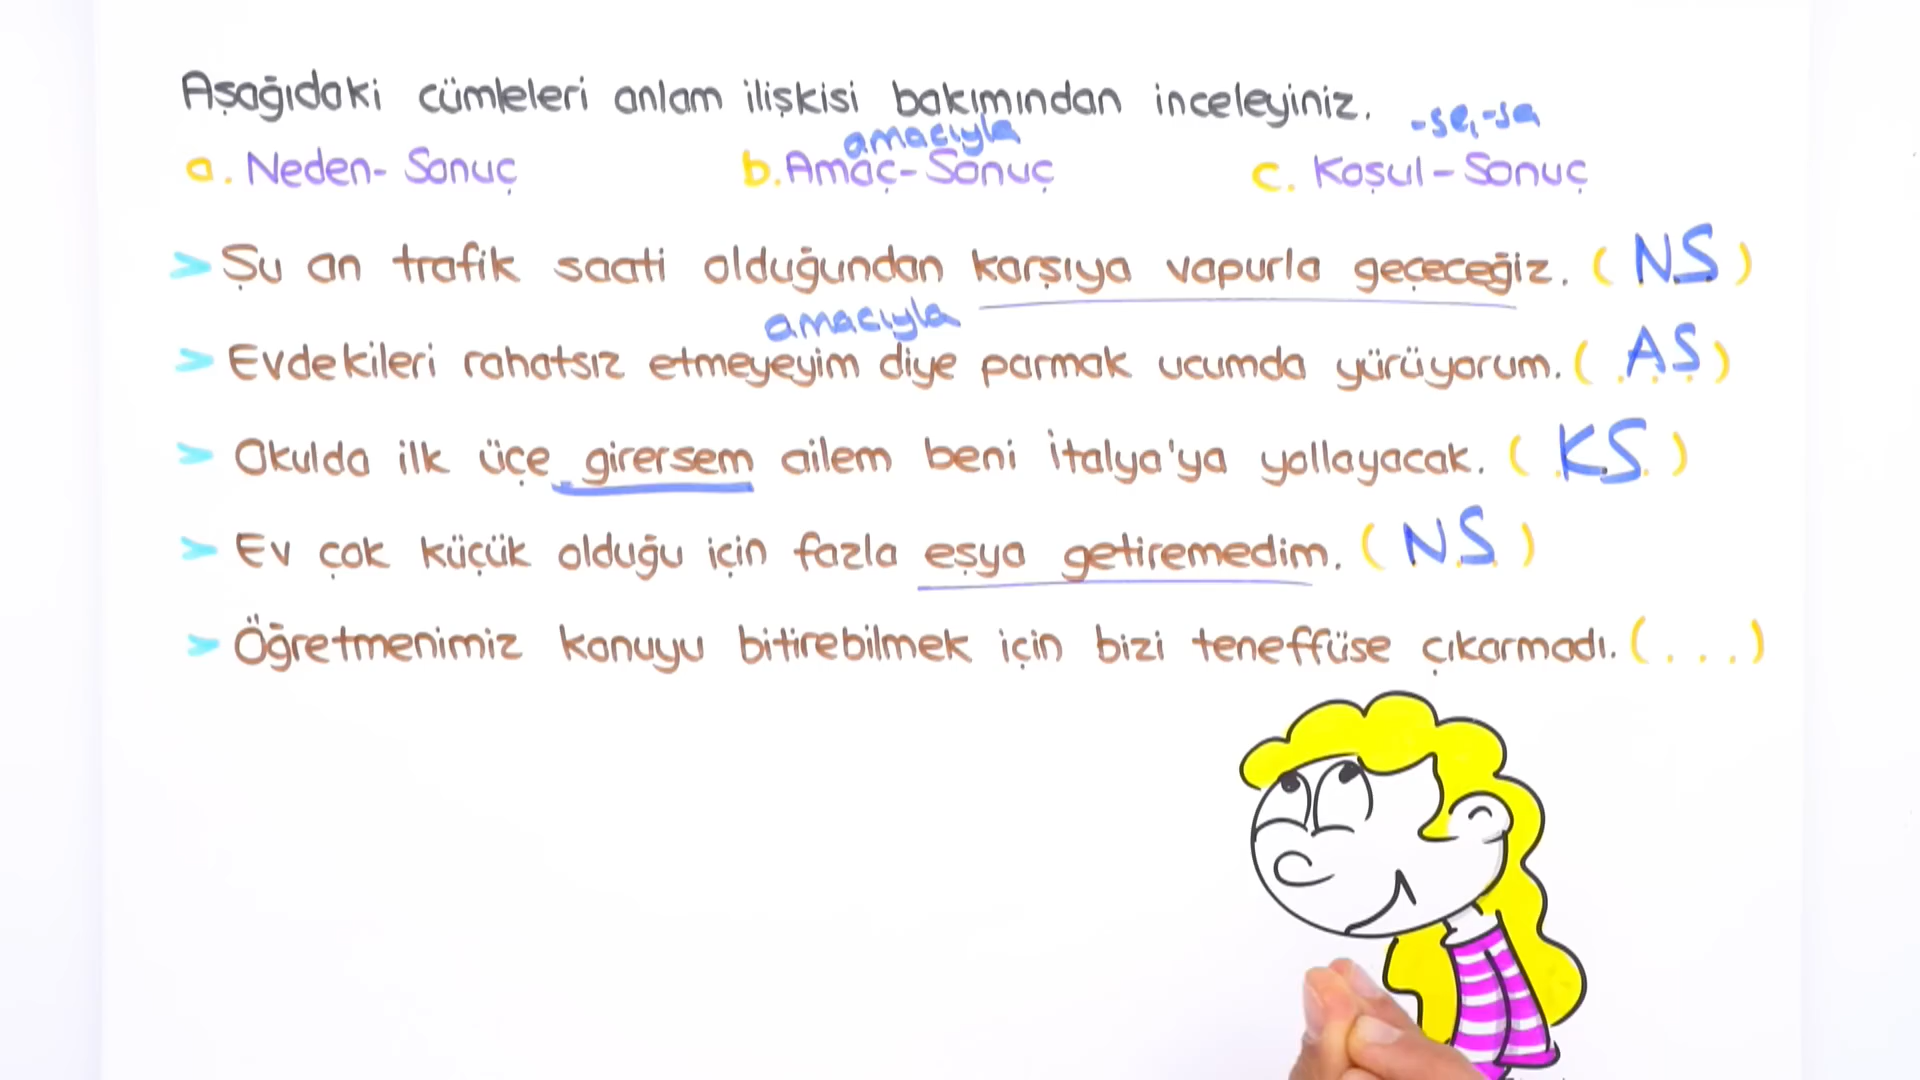 Aşağıdaki cümleleri anlam ilişkisi bakımından inceleyiniz.
-se, -sa
amacıyla
a. Neden-Sonuç b. Amaç-Sonuç c. Koşul-Sonuç
> Şu an trafik saati olduğundan karşıya vapurla geçeceğiz. (NS)
amacıyla
> Evdekileri rahatsız etmeyeyim diye parmak ucumda yürüyorum. (AS)
> Okulda ilk üçe girersem ailem beni İtalya'ya yollayacak. (KS)
> Ev çok küçük olduğu için fazla eşya getiremedim. (NS)
> Öğretmenimiz konuyu bitirebilmek için bizi teneffüse çıkarmadı. (...)